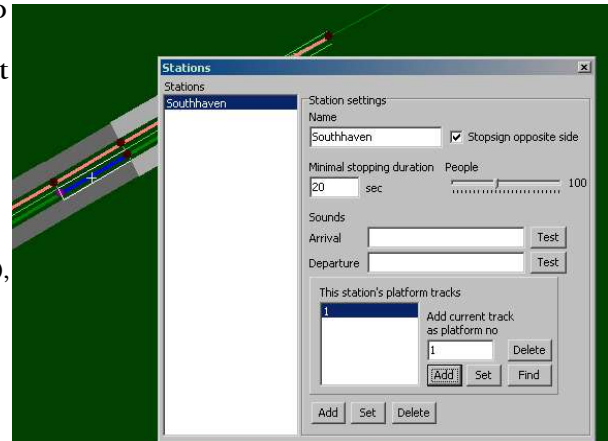 Stations
Stations
Southhaven
Station settings
Name
Southhaven
Stopsign opposite side
Minimal stopping duration People
20 sec 100
Sounds
Arrival Test
Departure Test
This station's platform tracks
1
Add current track
as platform no
1 Delete
Add Set Find
Add Set Delete